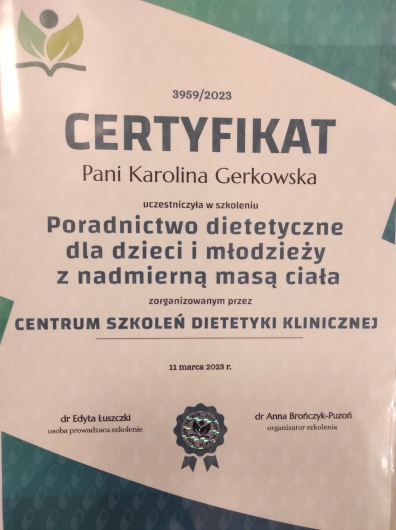 3959/2023
CERTYFIKAT
Pani Karolina Gerkowska
uczestniczyła w szkoleniu
Poradnictwo dietetyczne
dla dzieci i młodzieży
z nadmierną masą ciała
zorganizowanym przez
CENTRUM SZKOLEŃ DIETETYKI KLINICZNEJ
11 marca 2023 r.
dr Edyta Łuszczki
osoba prowadząca szkolenie
dr Anna Brończyk-Puzoń
organizator szkolenia